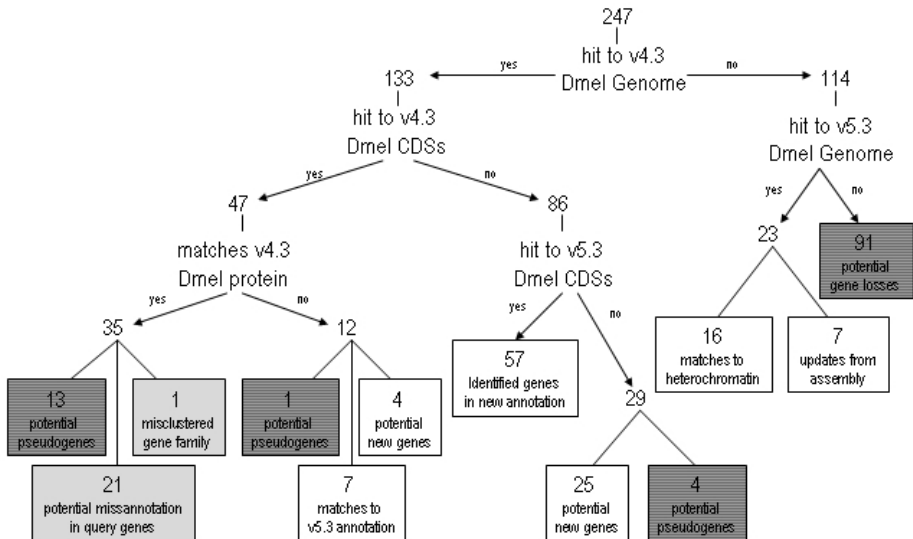 247
hit to v4.3
Dmel Genome
yes
no
133
hit to v4.3
Dmel CDSs
114
hit to v5.3
Dmel Genome
yes
no
47
matches v4.3
Dmel protein
86
hit to v5.3
Dmel CDSs
yes
no
23
91
potential
gene losses
yes
no
35
12
yes
no
57
Identified genes
in new annotation
29
16
matches to
heterochromatin
7
updates from
assembly
13
potential
pseudogenes
1
misclustered
gene family
1
potential
pseudogenes
4
potential
new genes
21
potential missannotation
in query genes
7
matches to
v5.3 annotation
25
potential
new genes
4
potential
pseudogenes